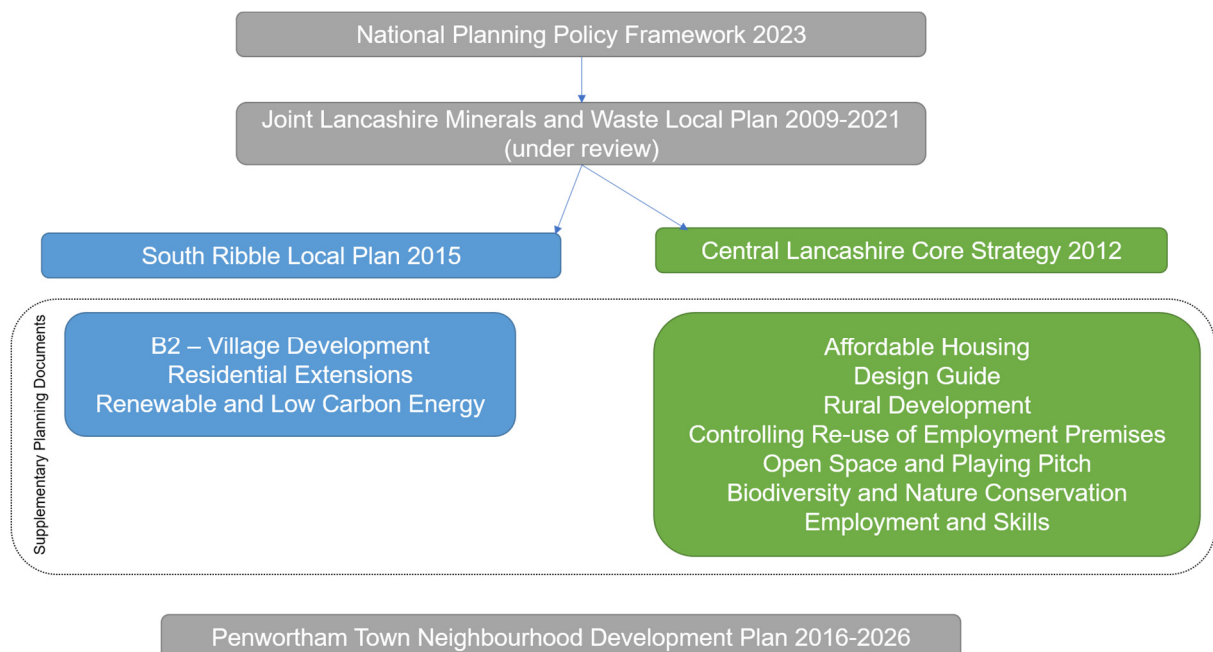 National Planning Policy Framework 2023
Joint Lancashire Minerals and Waste Local Plan 2009-2021
(under review)
South Ribble Local Plan 2015
Central Lancashire Core Strategy 2012
Supplementary Planning Documents
B2 – Village Development
Residential Extensions
Renewable and Low Carbon Energy
Affordable Housing
Design Guide
Rural Development
Controlling Re-use of Employment Premises
Open Space and Playing Pitch
Biodiversity and Nature Conservation
Employment and Skills
Penwortham Town Neighbourhood Development Plan 2016-2026